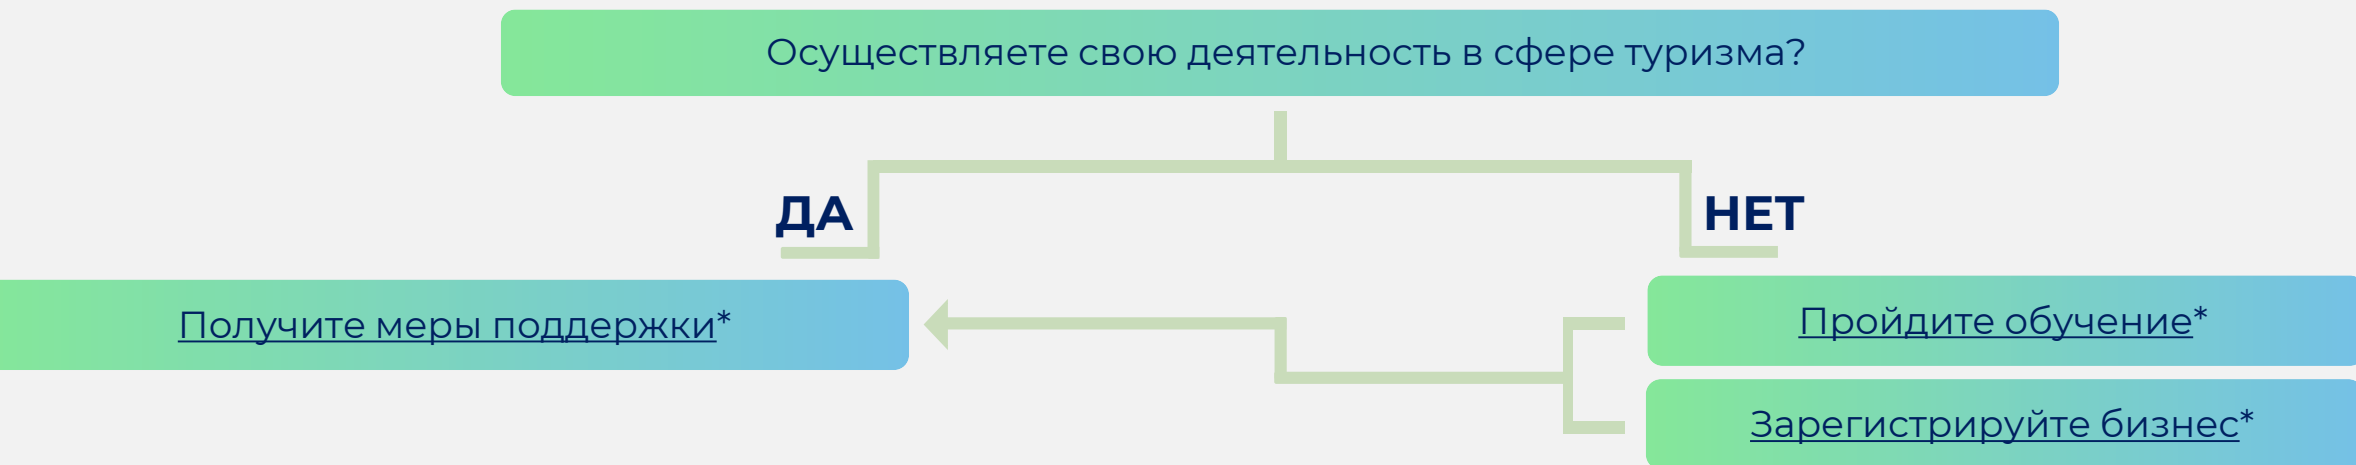 Осуществляете свою деятельность в сфере туризма?
ДА
НЕТ
Получите меры поддержки*
Пройдите обучение*
Зарегистрируйте бизнес*